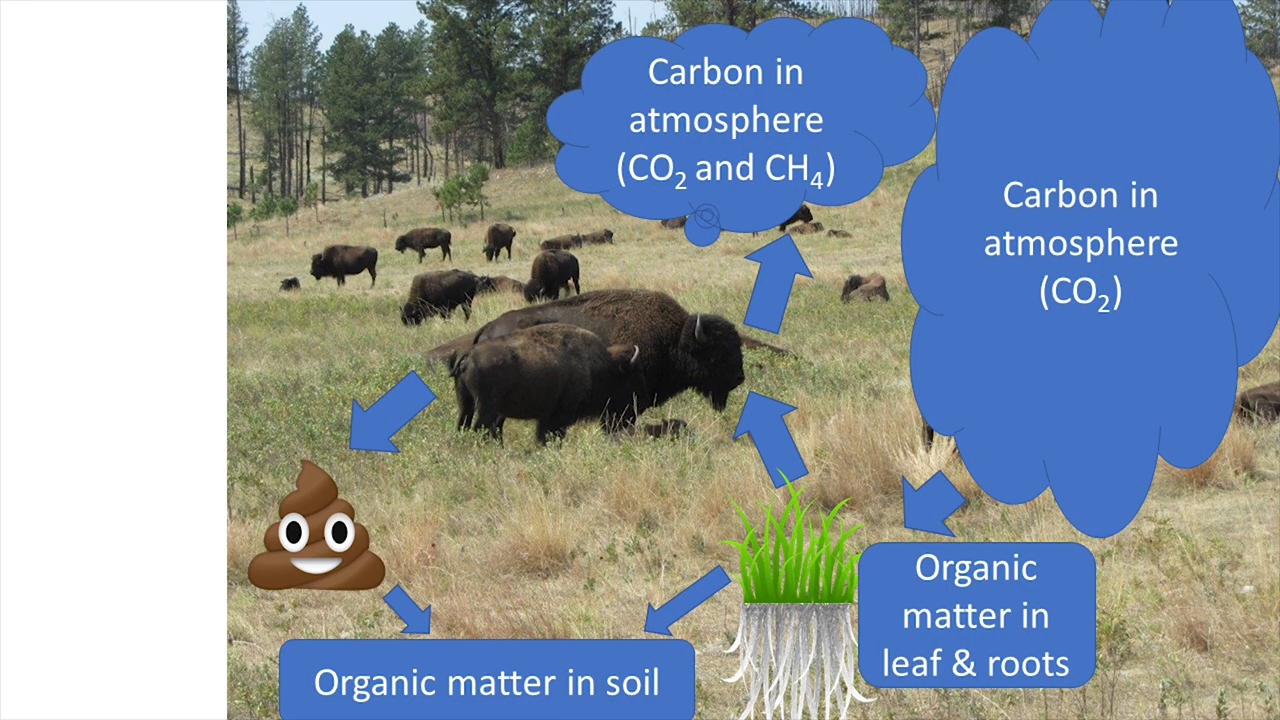 Carbon in
atmosphere
(CO₂ and CH₄)
Carbon in
atmosphere
(CO₂)
Organic
matter in
leaf & roots
Organic matter in soil